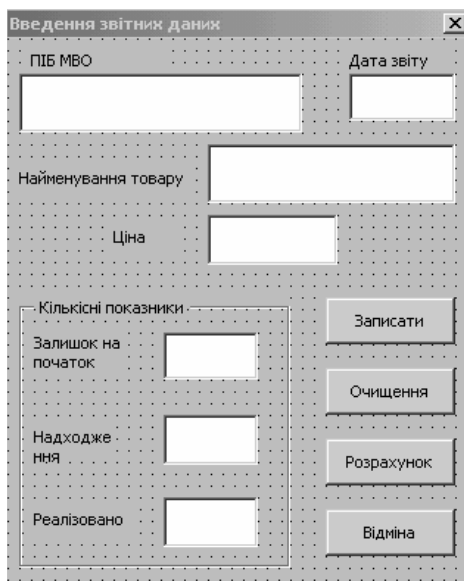 Введення звітних даних
ПІБ МВО
Дата звіту
Найменування товару
Ціна
Кількісні показники
Залишок на
початок
Надходже
ння
Реалізовано
Записати
Очищення
Розрахунок
Відміна